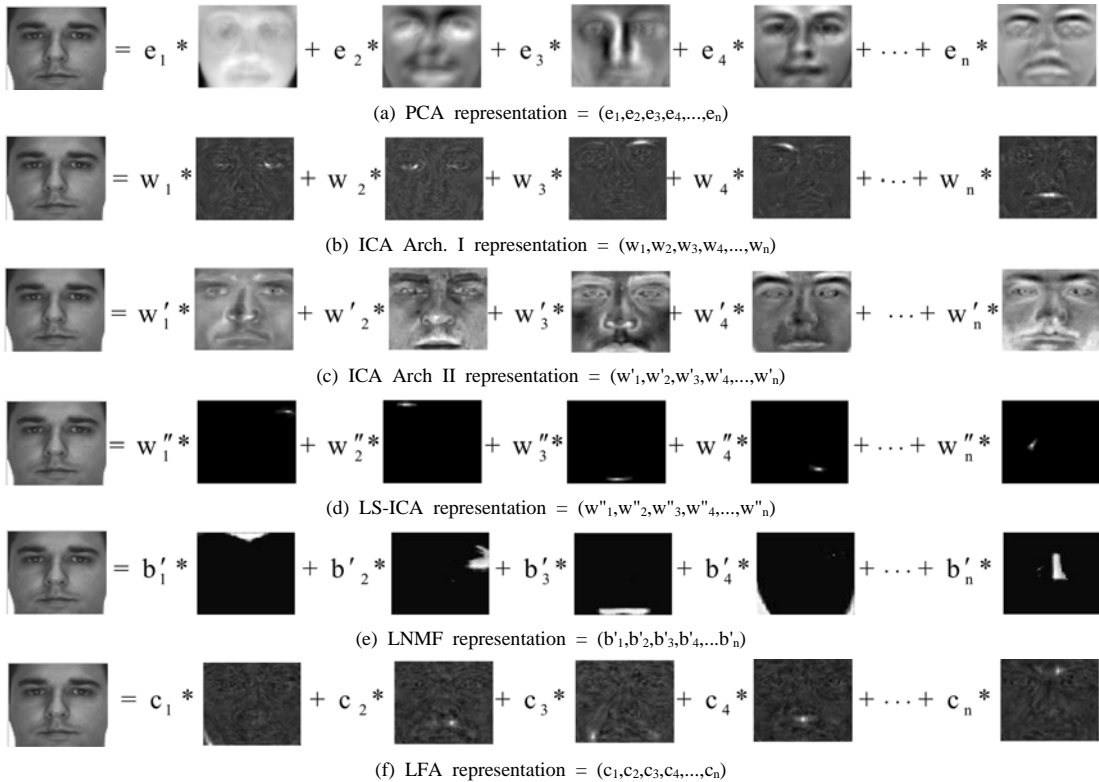 = e₁* + e₂* + e₃* + e₄* + ...+ eₙ*
(a) PCA representation = (e₁,e₂,e₃,e₄,...,eₙ)
= w₁* + w₂* + w₃* + w₄* + ...+ wₙ*
(b) ICA Arch. I representation = (w₁,w₂,w₃,w₄,...,wₙ)
= w′₁* + w′₂* + w′₃* + w′₄* + ...+ w′ₙ*
(c) ICA Arch II representation = (w'₁,w'₂,w'₃,w'₄,...,w'ₙ)
= w″₁* + w″₂* + w″₃* + w″₄* + ...+ w″ₙ*
(d) LS-ICA representation = (w"₁,w"₂,w"₃,w"₄,...,w"ₙ)
= b′₁* + b′₂* + b′₃* + b′₄* + ...+ b′ₙ*
(e) LNMF representation = (b'₁,b'₂,b'₃,b'₄,...b'ₙ)
= c₁* + c₂* + c₃* + c₄* + ...+ cₙ*
(f) LFA representation = (c₁,c₂,c₃,c₄,...,cₙ)